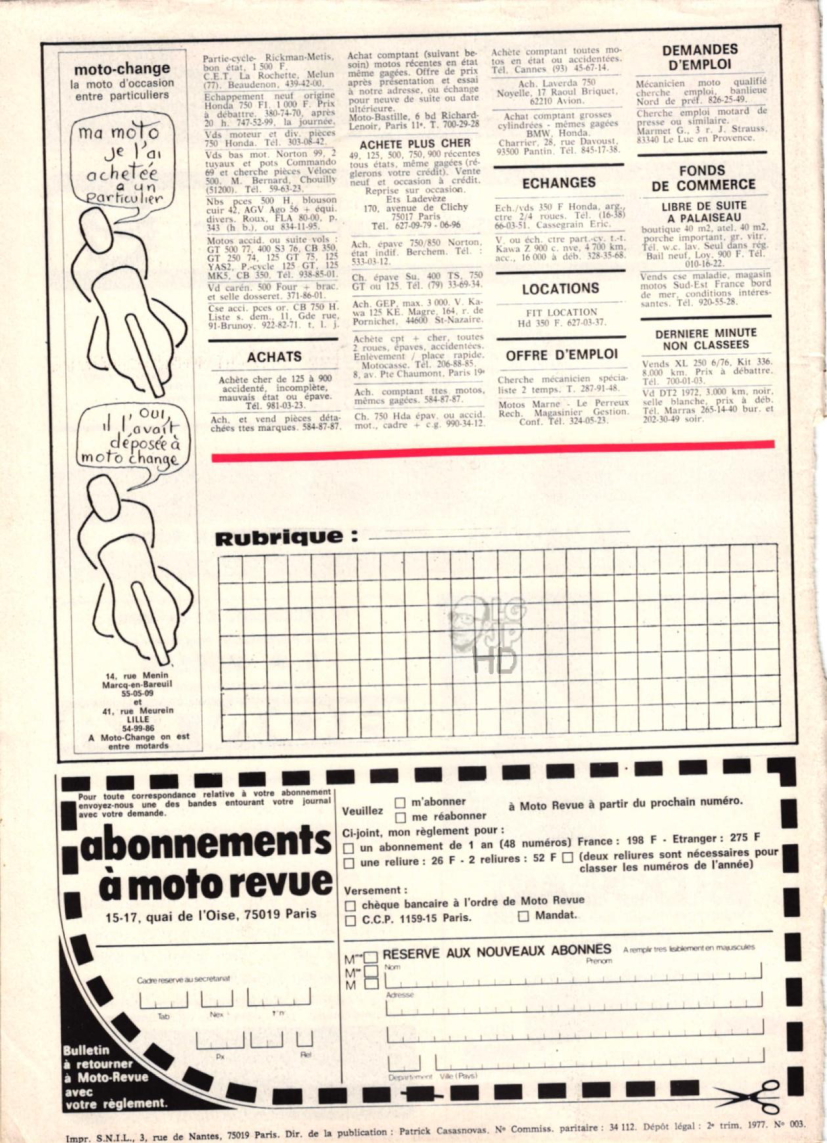 moto-change
la moto d'occasion
entre particuliers
ma moto
je l'ai
achetée
à un
Particulier
oui,
il l'avait
déposée à
moto change
14, rue Menin
Marcq-en-Bareuil
55-05-09
et
41, rue Meurein
LILLE
54-99-86
A Moto-Change on est
entre motards
Partie-cycle- Rickman-Metis,
bon état, 1 500 F.
C.E.T. La Rochette, Melun
(77). Beaudenon, 439-42-00.
Echappement neuf origine
Honda 750 F1. 1 000 F. Prix
à débattre. 380-74-70, après
20 h. 747-52-99, la journée.
Vds moteur et div. pièces
750 Honda. Tél. 303-08-42.
Vds bas mot. Norton 99, 2
tuyaux et pots Commando
69 et cherche pièces Véloce
500. M. Bernard, Chouilly
(51200). Tél. 59-63-23.
Nbs pces 500 H, blouson
cuir 42, AGV Ago 56 + équi.
divers. Roux, FLA 80-00, p.
343 (h b.), ou 834-11-95.
Motos accid. ou suite vols :
GT 500 77, 400 S3 76, CB 350,
GT 250 74, 125 GT 75, 125
YAS2, P.-cycle 125 GT, 125
MK5, CB 350. Tél. 938-85-01.
Vd carén. 500 Four + brac.
et selle dosseret. 371-86-01.
Cse acci. pces or. CB 750 H.
Liste s. dem., 11, Gde rue,
91-Brunoy. 922-82-71. t. l. j.
ACHATS
Achète cher de 125 à 900
accidenté, incomplète,
mauvais état ou épave.
Tél. 981-03-23.
Ach. et vend pièces déta-
chées ttes marques. 584-87-87.
Achat comptant (suivant be-
soin) motos récentes en état
même gagées. Offre de prix
après présentation et essai
à notre adresse, ou échange
pour neuve de suite ou date
ultérieure.
Moto-Bastille, 6 bd Richard-
Lenoir, Paris 11e. T. 700-29-28
ACHETE PLUS CHER
49, 125, 500, 750, 900 récentes
tous états, même gagées (ré-
glerons votre crédit). Vente
neuf et occasion à crédit.
Reprise sur occasion.
Ets Ladevèze
170, avenue de Clichy
75017 Paris
Tél. 627-09-79 - 06-96
Ach. épave 750/850 Norton,
état indif. Berchem. Tél. :
533-03-12.
Ch. épave Su. 400 TS, 750
GT ou 125. Tél. (79) 33-69-34.
Ach. GEP, max. 3 000. V. Ka-
wa 125 KE. Magre, 164, r. de
Pornichet, 44600 St-Nazaire.
Achète cpt + cher, toutes
2 roues, épaves, accidentées.
Enlèvement / place rapide.
Motocasse. Tél. 206-88-85.
8, av. Pte Chaumont, Paris 19e
Ach. comptant ttes motos,
mêmes gagées. 584-87-87.
Ch. 750 Hda épav. ou accid.
mot., cadre + c.g. 990-34-12.
Achète comptant toutes mo-
tos en état ou accidentées.
Tél. Cannes (93) 45-67-14.
Ach. Laverda 750
Noyelle, 17 Raoul Briquet,
62210 Avion.
Achat comptant grosses
cylindrées - mêmes gagées
BMW, Honda.
Charrier, 28, rue Davoust,
93500 Pantin. Tél. 845-17-38.
ECHANGES
Ech./vds 350 F Honda, arg.,
ctre 2/4 roues. Tél. (16-38)
66-03-51. Cassegrain Eric.
V. ou éch. ctre part.-cy. t.-t.
Kawa Z 900 c. nve, 4 700 km,
acc., 16 000 à déb. 328-35-68.
LOCATIONS
FIT LOCATION
Hd 350 F. 627-03-37.
OFFRE D'EMPLOI
Cherche mécanicien spécia-
liste 2 temps. T. 287-91-48.
Motos Marne - Le Perreux
Rech. Magasinier Gestion.
Conf. Tél. 324-05-23.
DEMANDES
D'EMPLOI
Mécanicien moto qualifié
cherche emploi, banlieue
Nord de préf. 826-25-49.
Cherche emploi motard de
presse ou similaire.
Marmet G., 3 r. J. Strauss,
83340 Le Luc en Provence.
FONDS
DE COMMERCE
LIBRE DE SUITE
A PALAISEAU
boutique 40 m2, atél. 40 m2,
porche important, gr. vitr.
Tél. w.c. lav. Seul dans rég.
Bail neuf, Loy. 900 F. Tél.
010-16-22.
Vends cse maladie, magasin
motos Sud-Est France bord
de mer, conditions intéres-
santes. Tél. 920-55-28.
DERNIERE MINUTE
NON CLASSEES
Vends XL 250 6/76, Kit 336.
8.000 km. Prix à débattre.
Tél. 700-01-03.
Vd DT2 1972, 3.000 km, noir,
selle blanche, prix à déb.
Tél. Marras 265-14-40 bur. et
202-30-49 soir.
Rubrique :
LG
JP
HD
Pour toute correspondance relative à votre abonnement
envoyez-nous une des bandes entourant votre journal
avec votre demande.
abonnements
à moto revue
15-17, quai de l'Oise, 75019 Paris
Cadre reservé au secrétariat
Tab Nex
Px Ref
Bulletin
à retourner
à Moto-Revue
avec
votre règlement.
Veuillez m'abonner
me réabonner
à Moto Revue à partir du prochain numéro.
Ci-joint, mon règlement pour :
un abonnement de 1 an (48 numéros) France : 198 F - Etranger : 275 F
une reliure : 26 F - 2 reliures : 52 F (deux reliures sont nécessaires pour
classer les numéros de l'année)
Versement :
chèque bancaire à l'ordre de Moto Revue
C.C.P. 1159-15 Paris. Mandat.
RESERVE AUX NOUVEAUX ABONNES A remplir très lisiblement en majuscules
Mme
Mlle
M
Nom Prénom
Adresse
Département Ville (Pays)
Impr. S.N.I.L., 3, rue de Nantes, 75019 Paris. Dir. de la publication : Patrick Casasnovas. No Commiss. paritaire : 34 112. Dépôt légal : 2e trim. 1977. No 003.